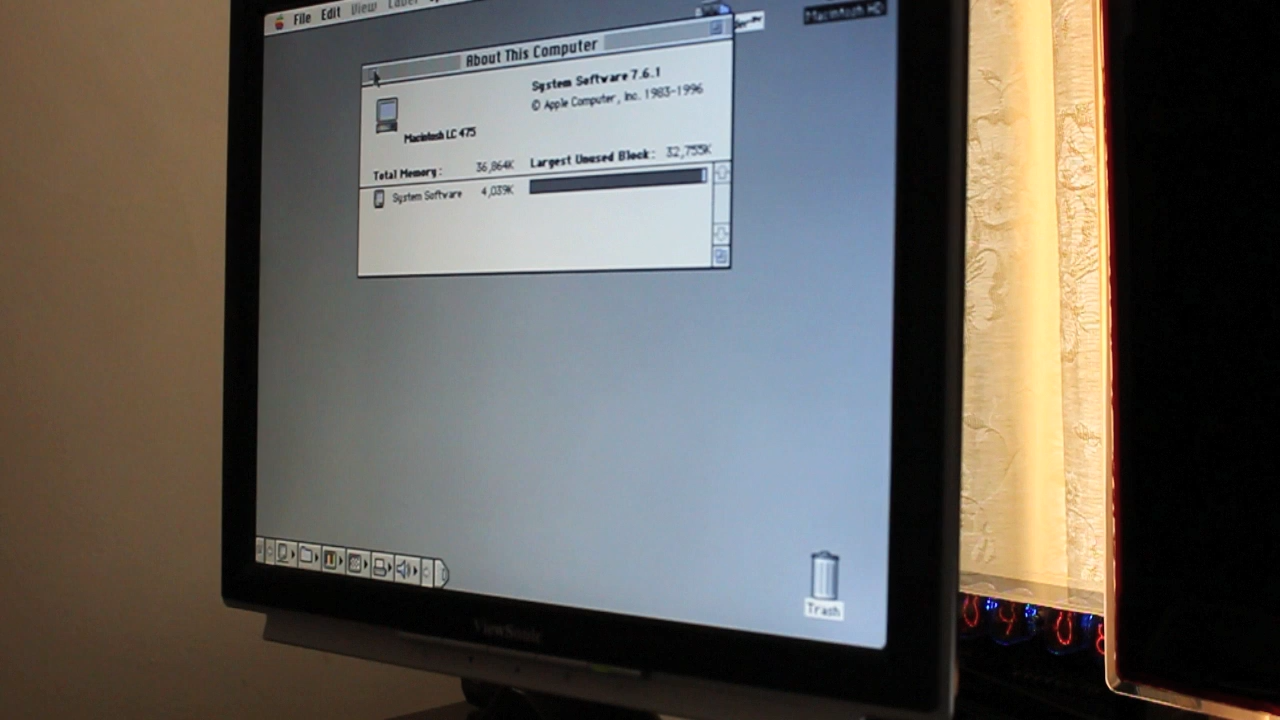 File Edit View Label
Macintosh HD
About This Computer
System Software 7.6.1
© Apple Computer, Inc. 1983-1996
Macintosh LC 475
Total Memory: 36,864K Largest Unused Block: 32,755K
System Software 4,039K
Trash
ViewSonic